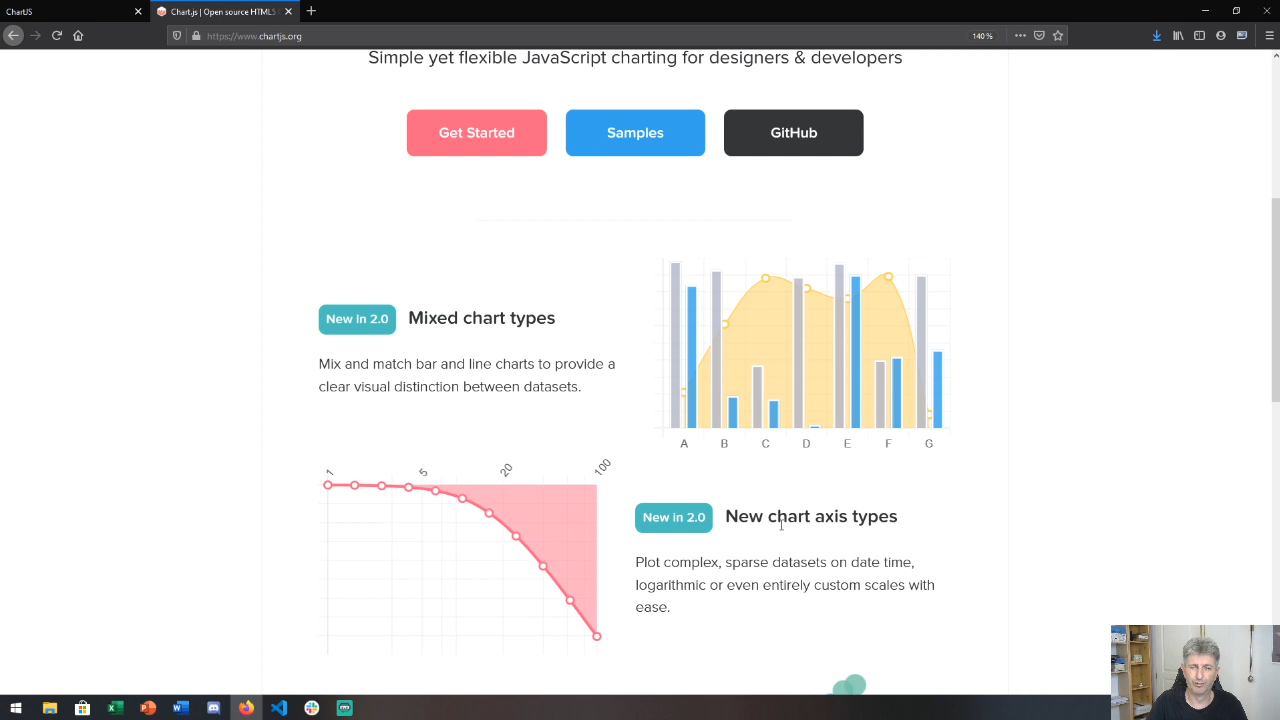 ChartJS
Chart.js | Open source HTML5
https://www.chartjs.org
140%
Simple yet flexible JavaScript charting for designers & developers
Get Started
Samples
GitHub
New in 2.0
Mixed chart types
Mix and match bar and line charts to provide a
clear visual distinction between datasets.
A B C D E F G
1 5 20 100
New in 2.0
New chart axis types
Plot complex, sparse datasets on date time,
logarithmic or even entirely custom scales with
ease.